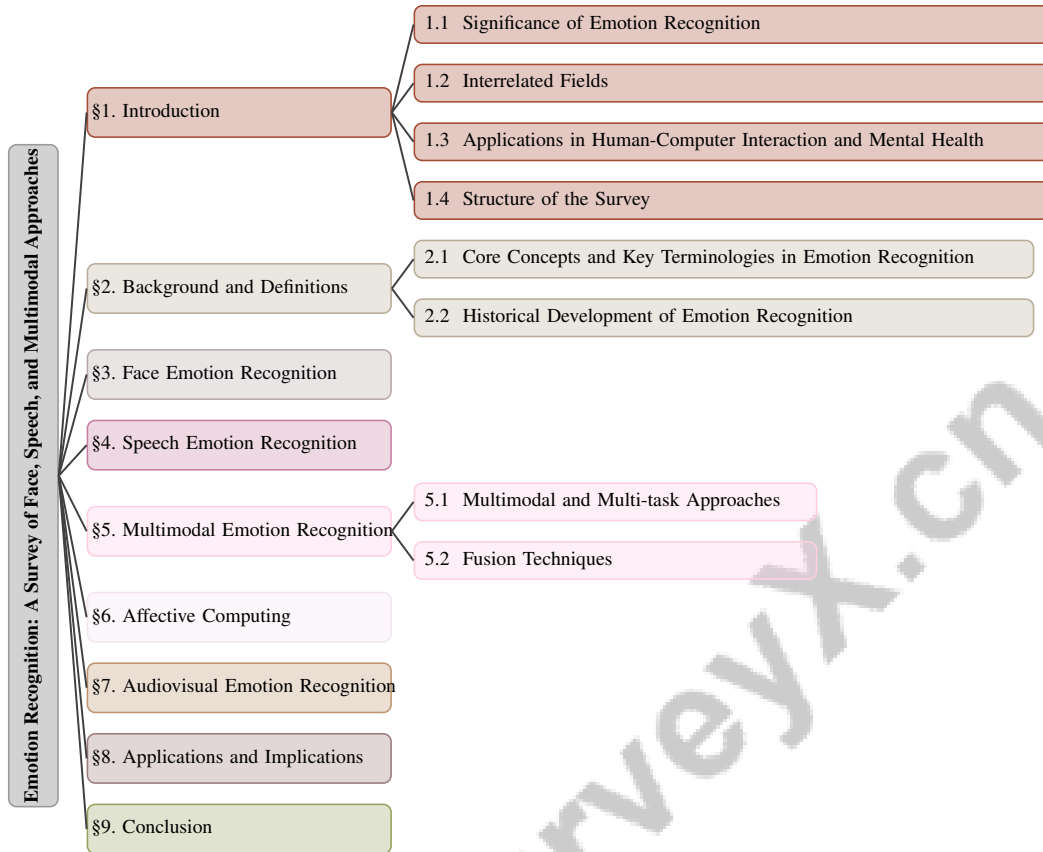 Emotion Recognition: A Survey of Face, Speech, and Multimodal Approaches
§1. Introduction
1.1 Significance of Emotion Recognition
1.2 Interrelated Fields
1.3 Applications in Human-Computer Interaction and Mental Health
1.4 Structure of the Survey
§2. Background and Definitions
2.1 Core Concepts and Key Terminologies in Emotion Recognition
2.2 Historical Development of Emotion Recognition
§3. Face Emotion Recognition
§4. Speech Emotion Recognition
§5. Multimodal Emotion Recognition
5.1 Multimodal and Multi-task Approaches
5.2 Fusion Techniques
§6. Affective Computing
§7. Audiovisual Emotion Recognition
§8. Applications and Implications
§9. Conclusion
rveyX.cn